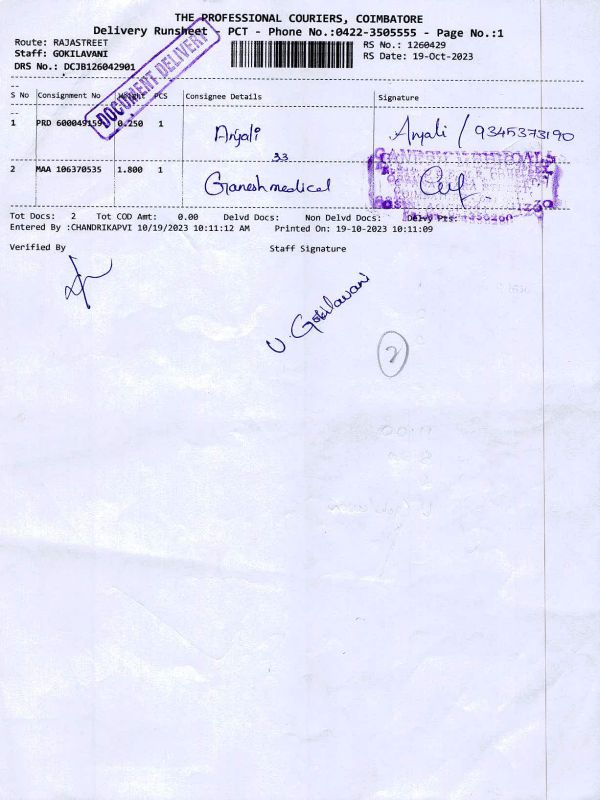 THE PROFESSIONAL COURIERS, COIMBATORE
Delivery Runsheet PCT - Phone No.:0422-3505555 - Page No.:1
Route: RAJASTREET
RS No.: 1260429
Staff: GOKILAVANI
RS Date: 19-Oct-2023
DRS No.: DCJB126042901
DOCUMENT DELIVERY
S No Consignment No Weight PCS Consignee Details Signature
1 PRD 600049159 0.250 1 Anjali Anjali / 9345373190
33
2 MAA 106370535 1.800 1 Ganesh medical
Tot Docs: 2 Tot COD Amt: 0.00 Delvd Docs: Non Delvd Docs: Delvy Pts:
Entered By :CHANDRIKAPVI 10/19/2023 10:11:12 AM Printed On: 19-10-2023 10:11:09
Verified By Staff Signature
V. Gokilavani
2